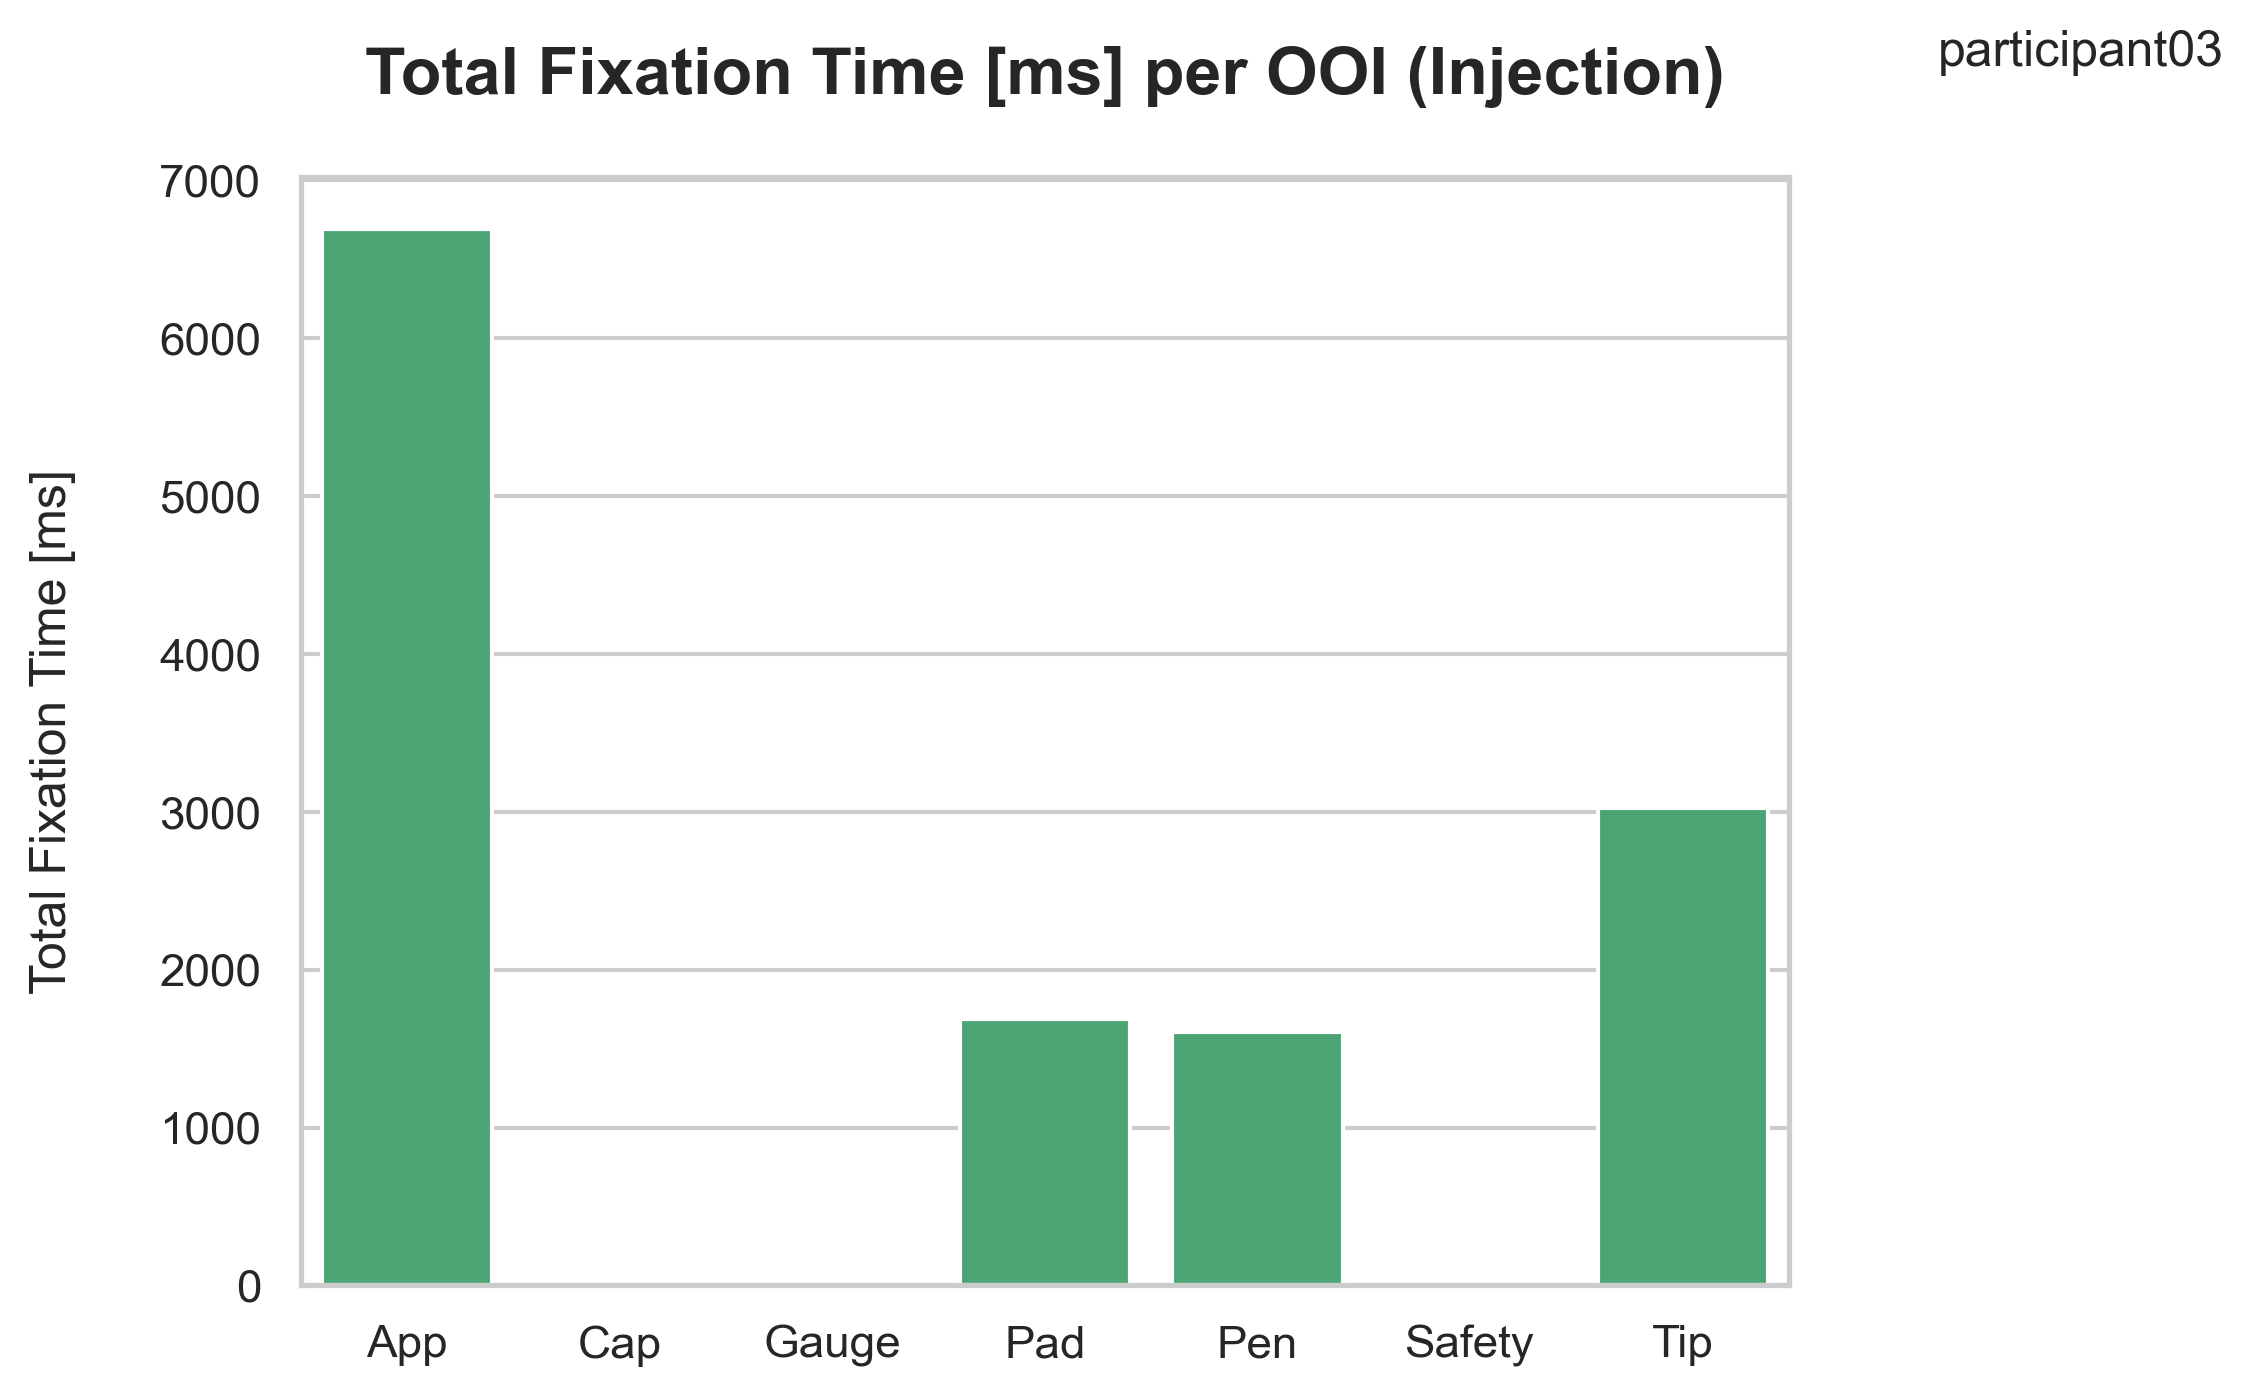 Total Fixation Time [ms] per OOI (Injection)
participant03
Total Fixation Time [ms]
7000
6000
5000
4000
3000
2000
1000
0
App Cap Gauge Pad Pen Safety Tip